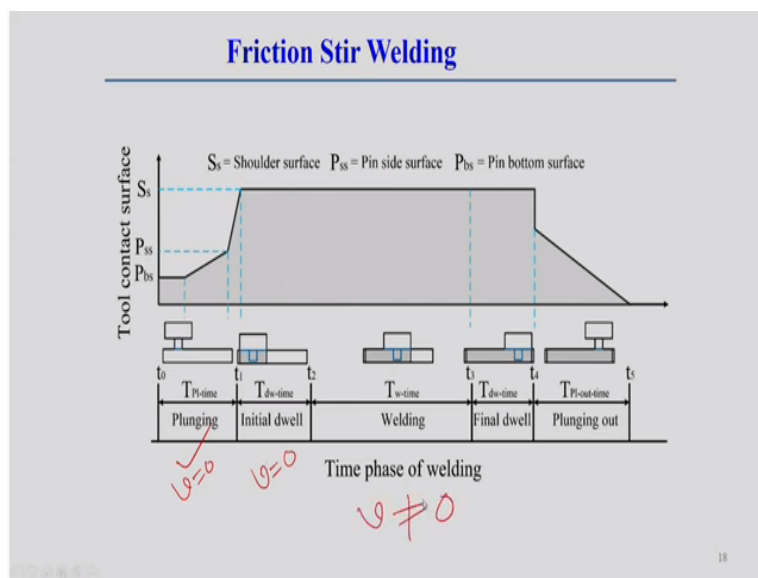 Friction Stir Welding
Ss = Shoulder surface Pss = Pin side surface Pbs = Pin bottom surface
Tool contact surface
Ss
Pss
Pbs
t0 t1 t2 t3 t4 t5
TPl-time Tdw-time Tw-time Tdw-time TPl-out-time
Plunging Initial dwell Welding Final dwell Plunging out
Time phase of welding
v=0 v=0
v≠0
18